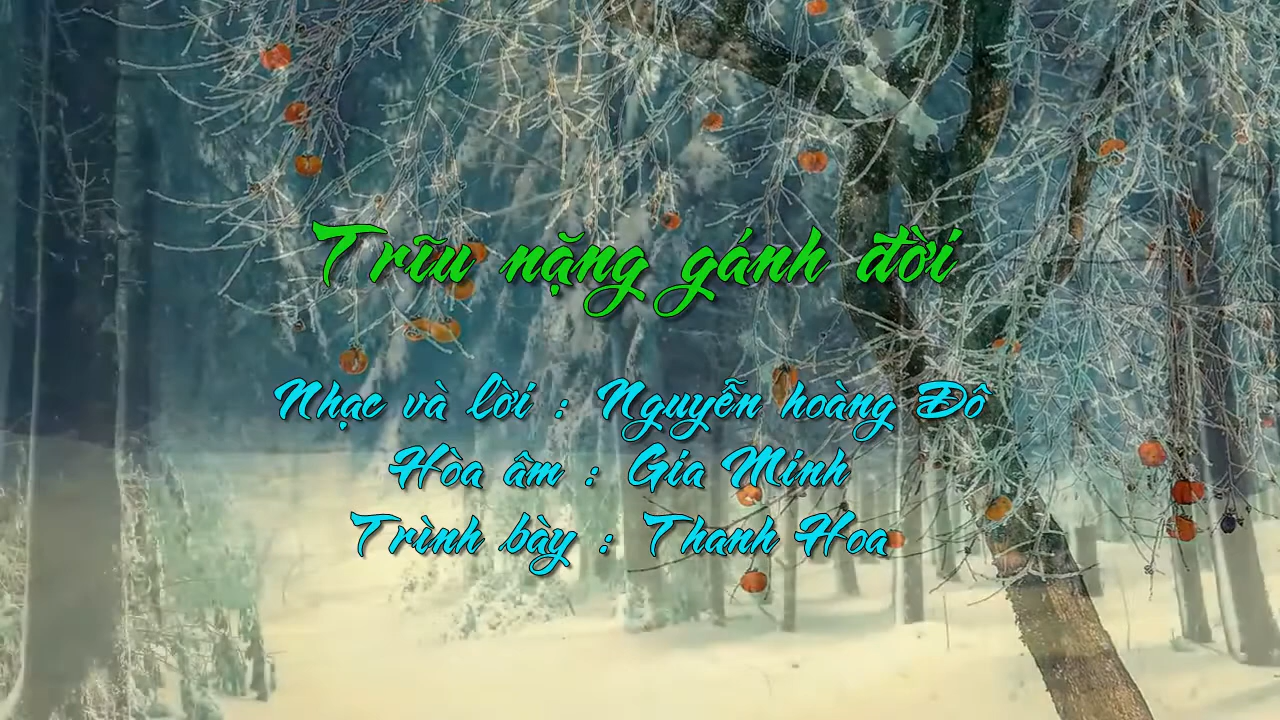 Trĩu nặng gánh đời
Nhạc và lời : Nguyễn hoàng Đô
Hòa âm : Gia Minh
Trình bày : Thanh Hoa